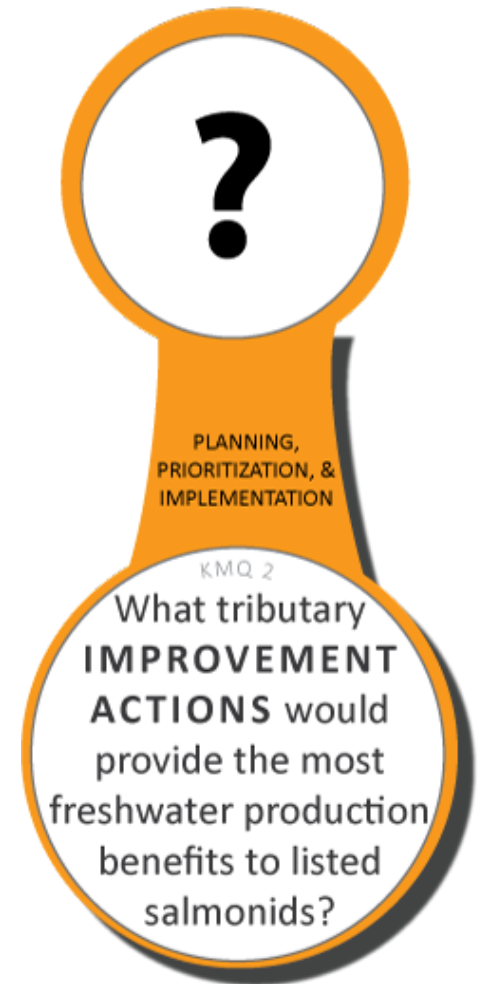 ?
PLANNING,
PRIORITIZATION, &
IMPLEMENTATION
KMQ 2
What tributary
IMPROVEMENT
ACTIONS would
provide the most
freshwater production
benefits to listed
salmonids?